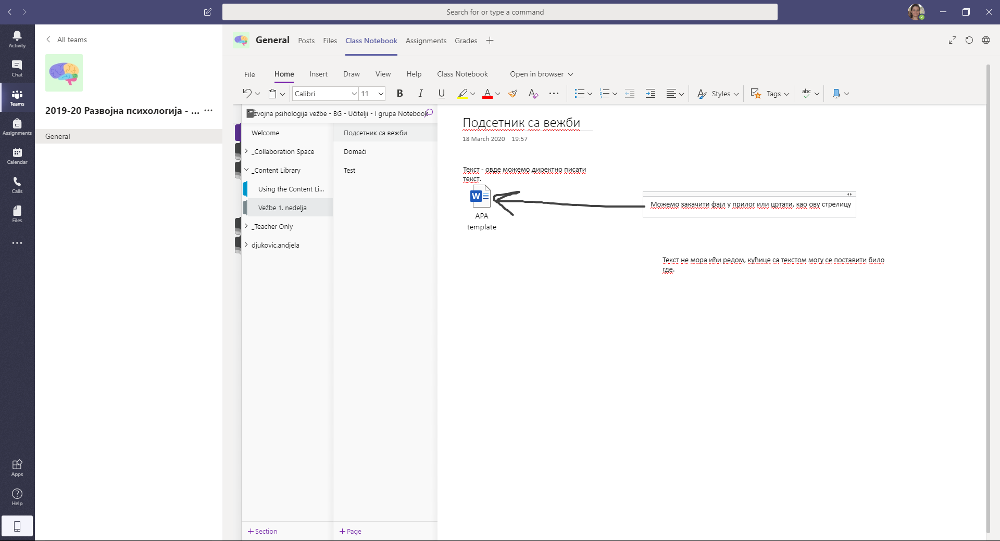 Search for or type a command
Activity
Chat
Teams
Assignments
Calendar
Calls
Files
Apps
Help
All teams
2019-20 Развојна психологија - ...
General
General Posts Files Class Notebook Assignments Grades
File Home Insert Draw View Help Class Notebook Open in browser
Calibri 11 B I U A Styles Tags abc
zvojna psihologija vežbe - BG - Učitelji - I grupa Notebook
Welcome
_Collaboration Space
_Content Library
Using the Content Li...
Vežbe 1. nedelja
_Teacher Only
djukovic.andjela
+ Section
Подсетник са вежби
Domaći
Test
+ Page
Подсетник са вежби
18 March 2020 19:57
Текст - овде можемо директно писати
текст.
W
APA
template
Можемо закачити фајл у прилог или цртати, као ову стрелицу
Текст не мора ићи редом, кућице са текстом могу се поставити било
где.